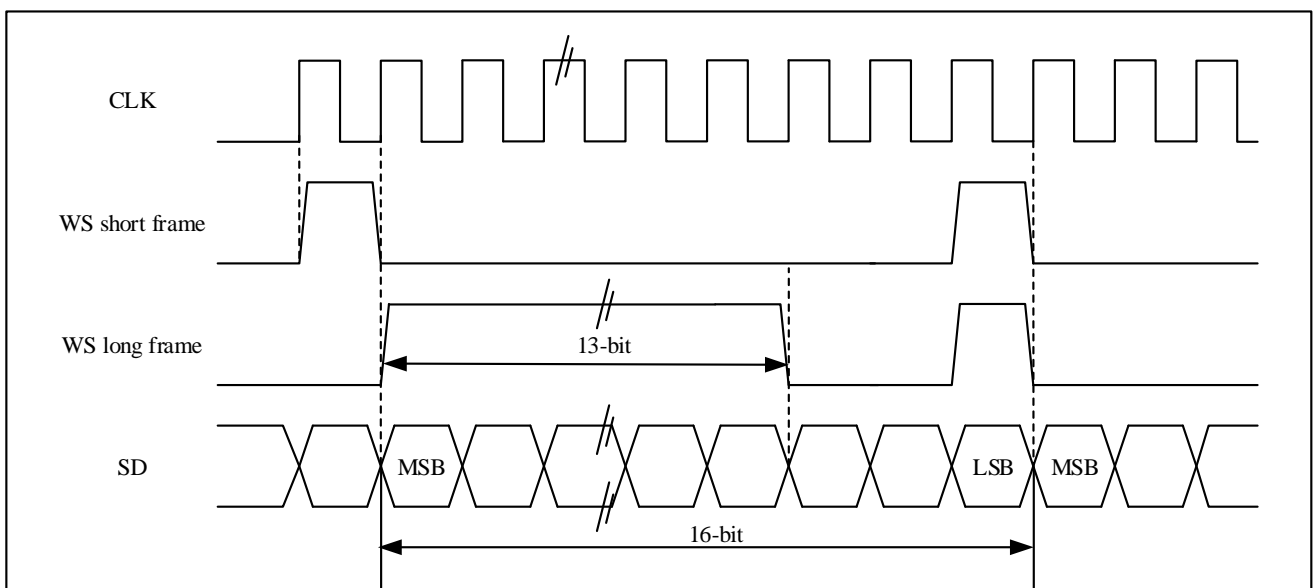 CLK
WS short frame
WS long frame
13-bit
SD
MSB
LSB
MSB
16-bit